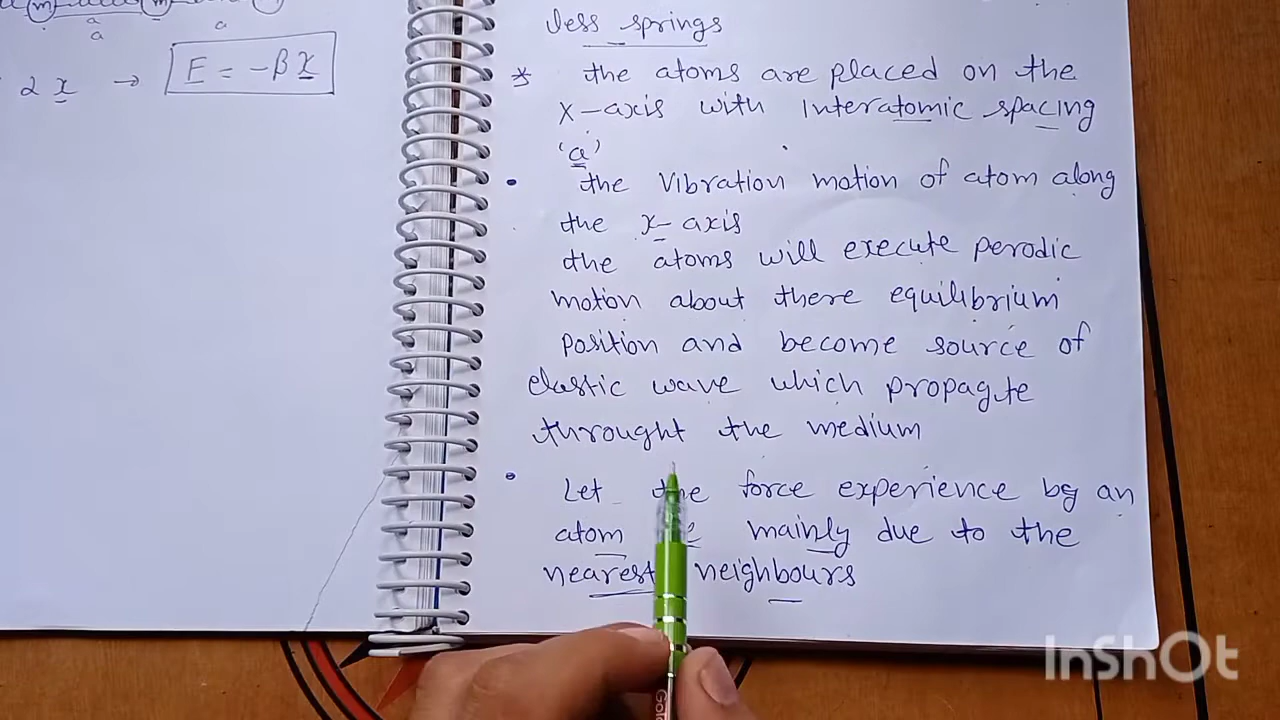 m m
a
a a
2 x → F = -βx
less springs
* the atoms are placed on the
x-axis with interatomic spacing
'a'
• the vibration motion of atom along
the x-axis
the atoms will execute perodic
motion about there equilibrium
position and become source of
elastic wave which propagte
throught the medium
• Let the force experience by an
atom mainly due to the
nearest neighbours
InShOt